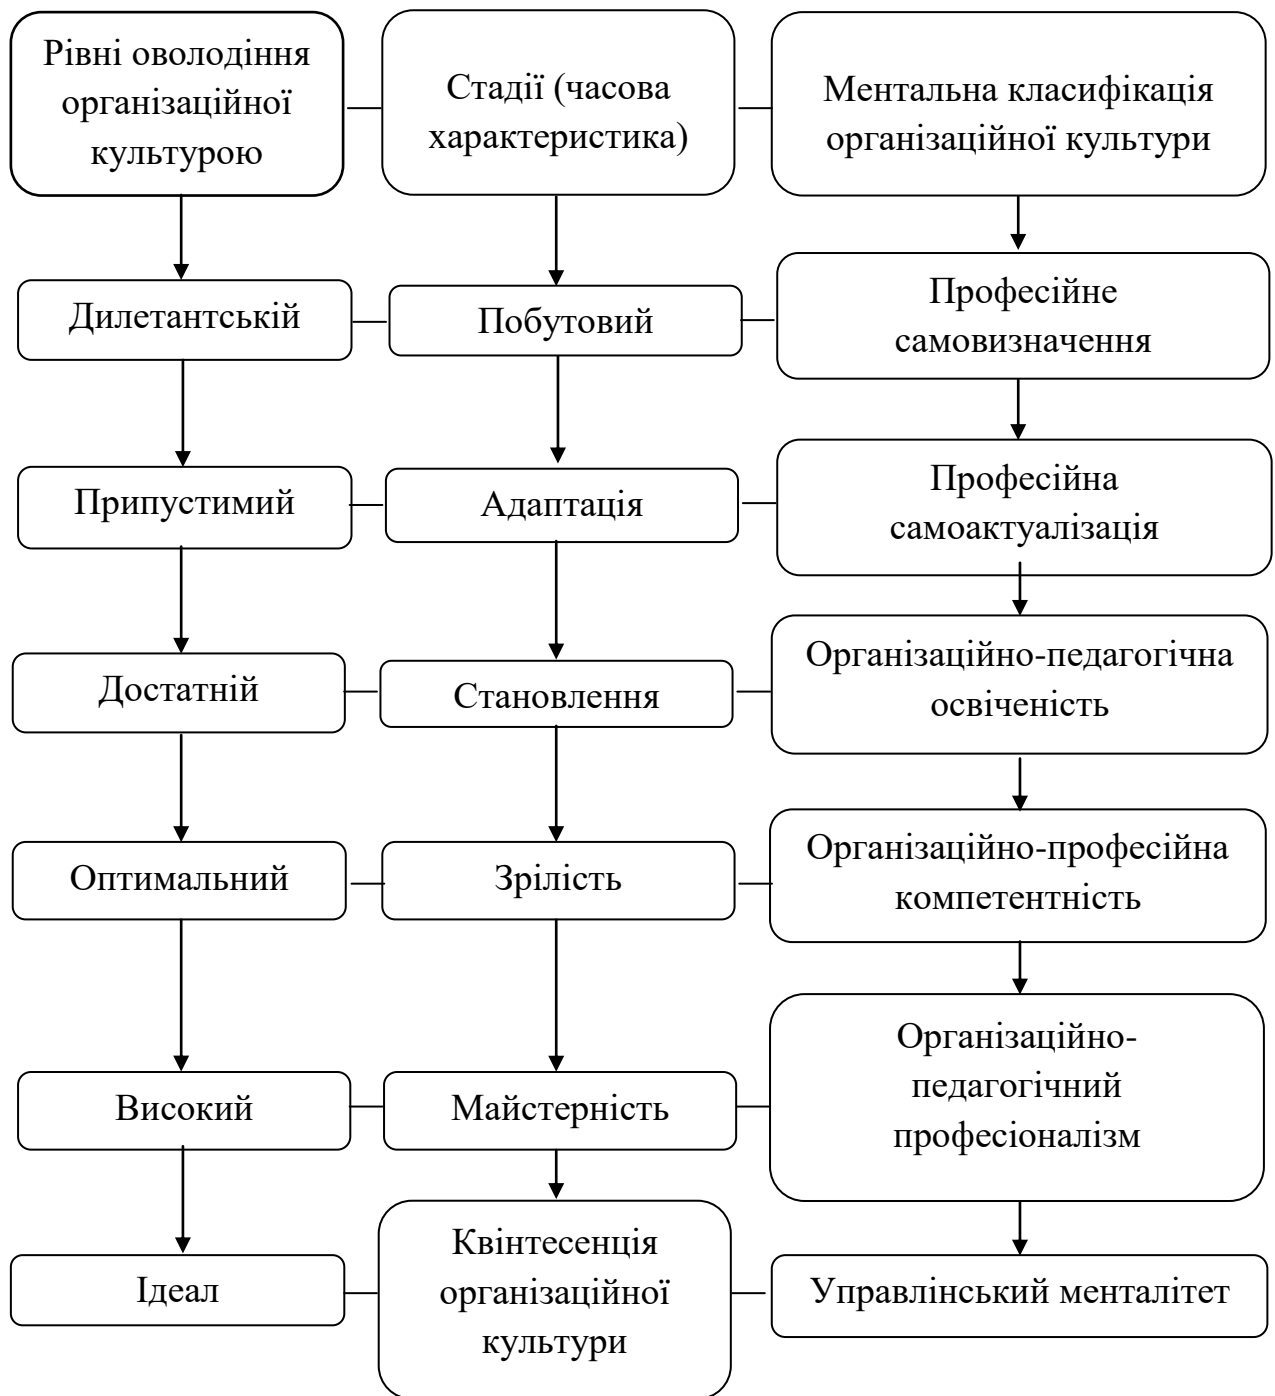 Рівні оволодіння
організаційної
культурою
Стадії (часова
характеристика)
Ментальна класифікація
організаційної культури
Дилетантській
Побутовий
Професійне
самовизначення
Припустимий
Адаптація
Професійна
самоактуалізація
Достатній
Становлення
Організаційно-педагогічна
освіченість
Оптимальний
Зрілість
Організаційно-професійна
компетентність
Високий
Майстерність
Організаційно-
педагогічний
професіоналізм
Ідеал
Квінтесенція
організаційної
культури
Управлінський менталітет